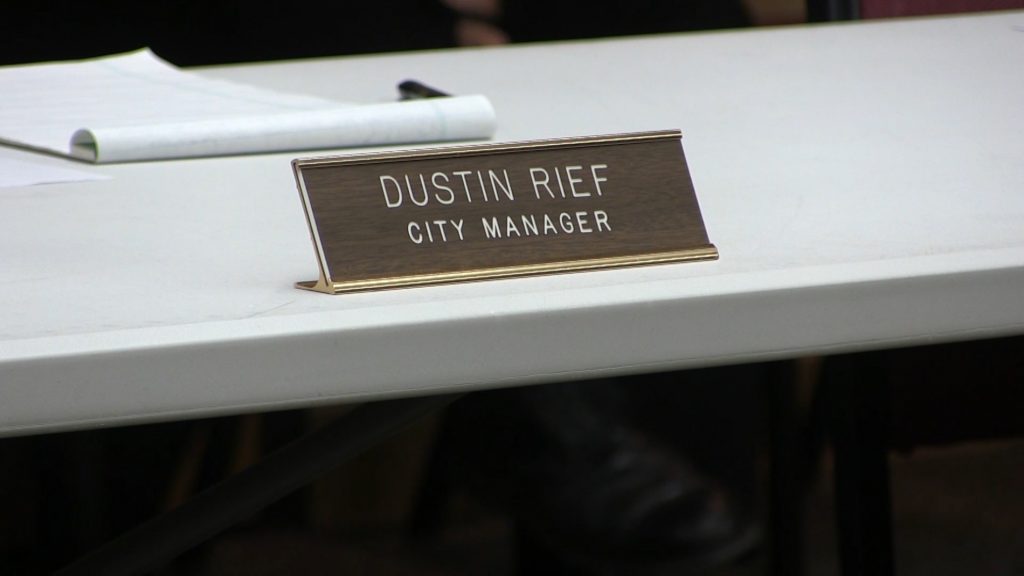 DUSTIN RIEF
CITY MANAGER